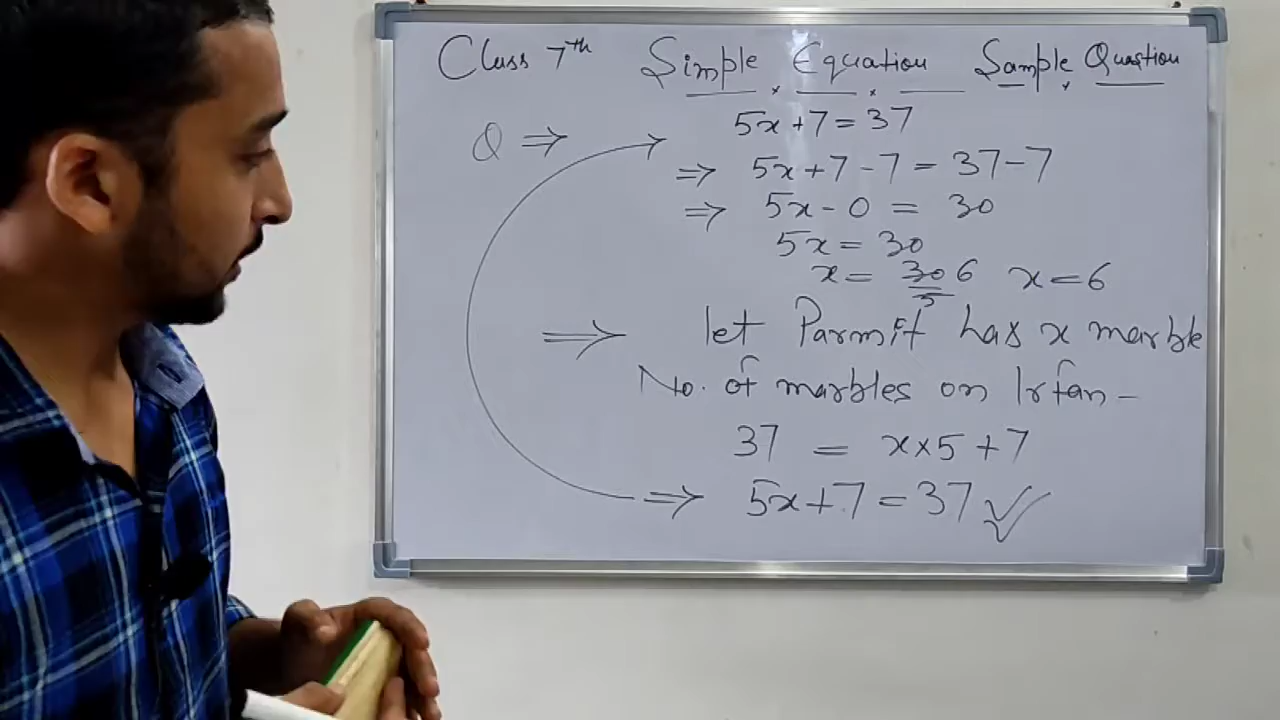 Class 7th Simple Equation Sample Question
Q ⇒ 5x+7=37
⇒ 5x+7-7=37-7
⇒ 5x-0=30
5x=30
x=30/5 6 x=6
⇒ let Parmit has x marble
No. of marbles on Irfan-
37 = x×5+7
⇒ 5x+7=37